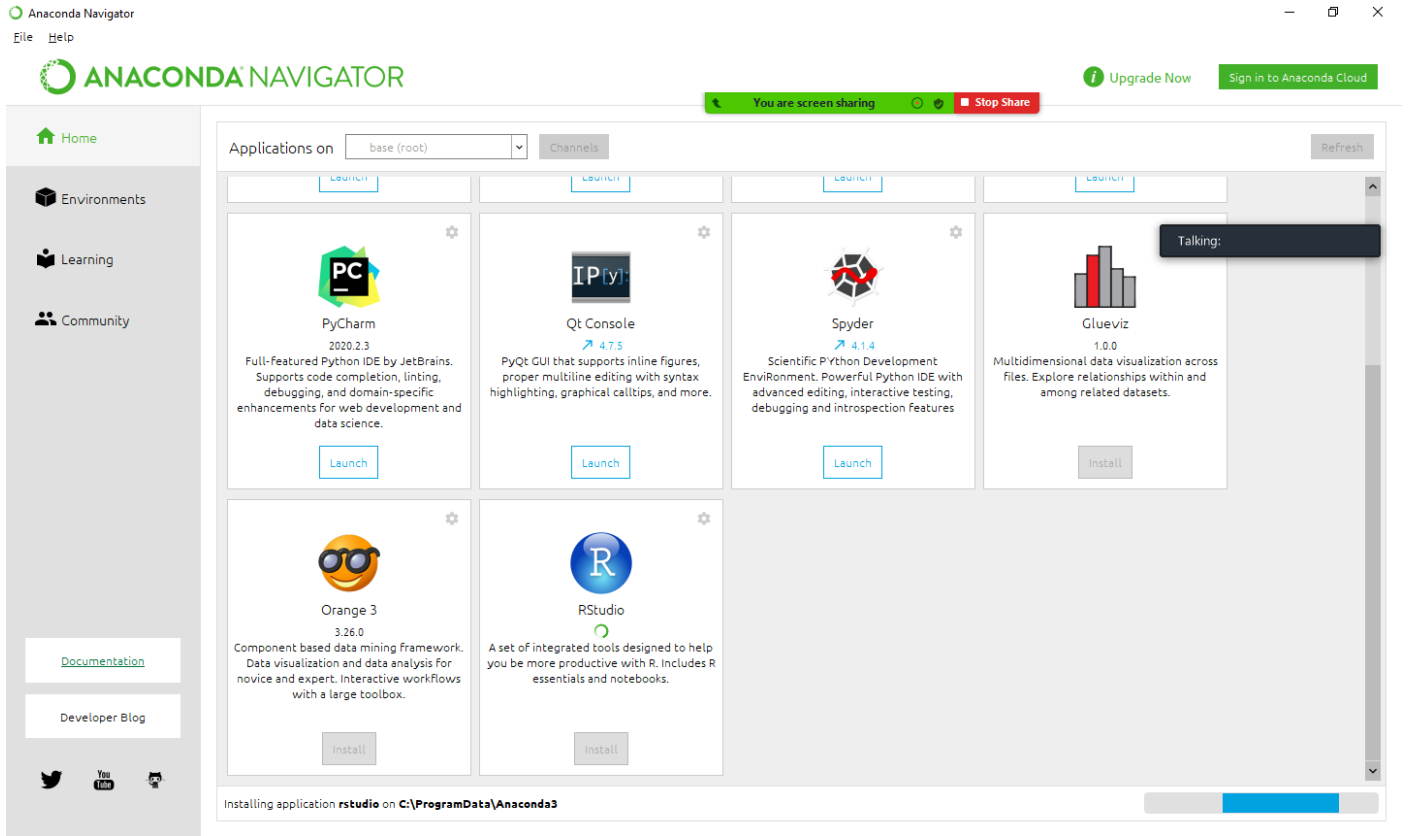 Anaconda Navigator
File Help
ANACONDA NAVIGATOR
i Upgrade Now
Sign in to Anaconda Cloud
You are screen sharing
Stop Share
Home
Environments
Learning
Community
Documentation
Developer Blog
You
Tube
Applications on
base (root)
Channels
Refresh
Launch
Launch
Launch
Launch
Talking:
PC
PyCharm
2020.2.3
Full-featured Python IDE by JetBrains.
Supports code completion, linting,
debugging, and domain-specific
enhancements for web development and
data science.
Launch
IP[y]:
Qt Console
4.7.5
PyQt GUI that supports inline figures,
proper multiline editing with syntax
highlighting, graphical calltips, and more.
Launch
Spyder
4.1.4
Scientific PYthon Development
EnviRonment. Powerful Python IDE with
advanced editing, interactive testing,
debugging and introspection features
Launch
Glueviz
1.0.0
Multidimensional data visualization across
files. Explore relationships within and
among related datasets.
Install
Orange 3
3.26.0
Component based data mining framework.
Data visualization and data analysis for
novice and expert. Interactive workflows
with a large toolbox.
Install
R
RStudio
A set of integrated tools designed to help
you be more productive with R. Includes R
essentials and notebooks.
Install
Installing application rstudio on C:\ProgramData\Anaconda3